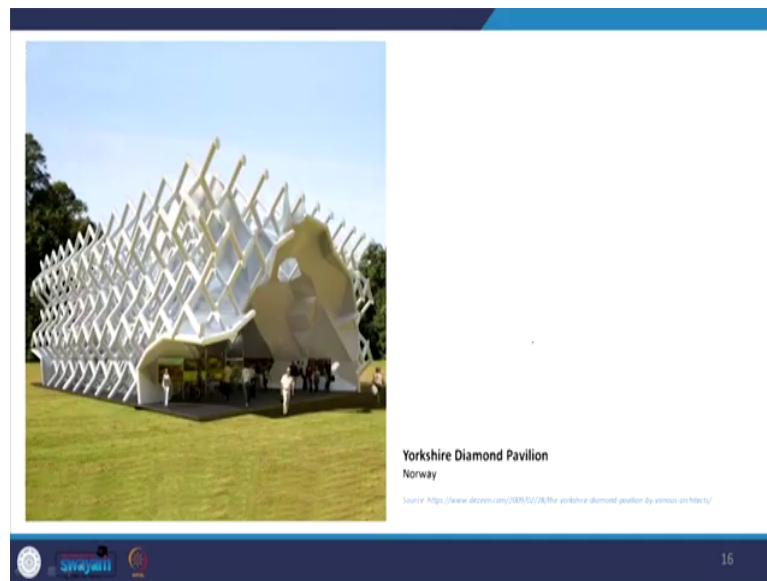 Yorkshire Diamond Pavilion
Norway
Source https://www.dezeen.com/2009/02/28/the-yorkshire-diamond-pavilion-by-various-architects/
swayam
16